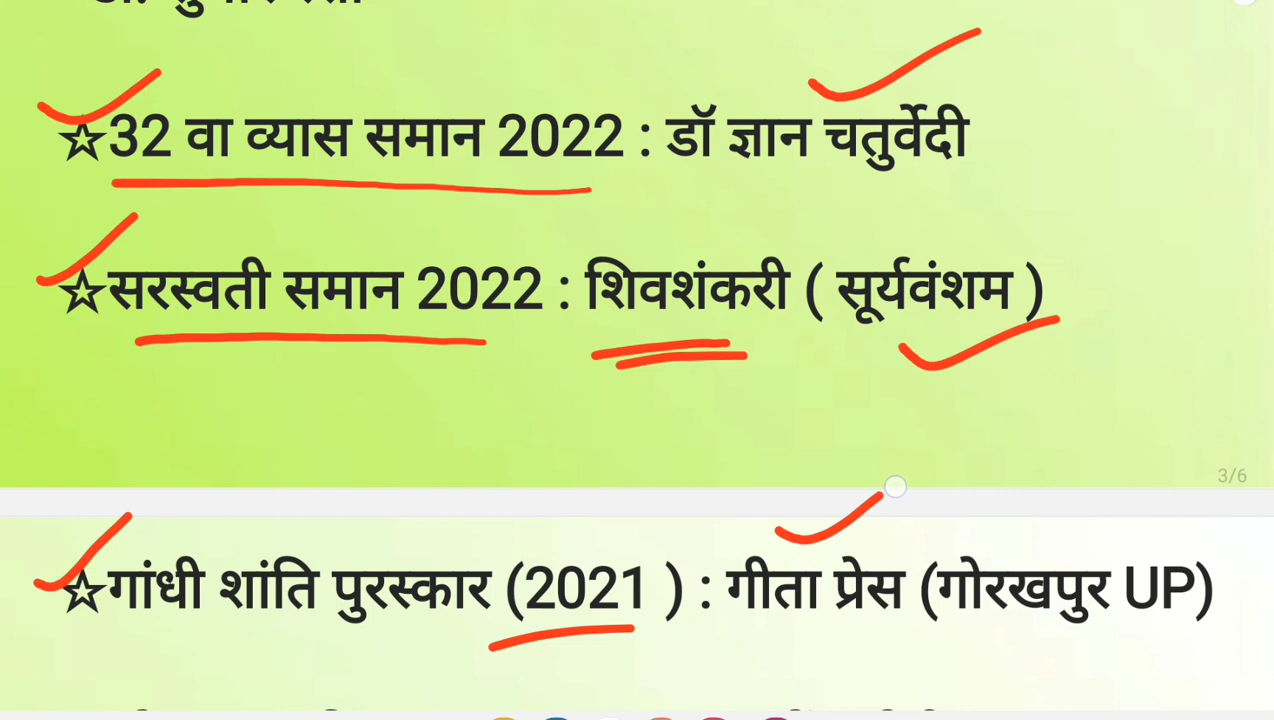 ☆32 वा व्यास समान 2022 : डॉ ज्ञान चतुर्वेदी
☆सरस्वती समान 2022 : शिवशंकरी ( सूर्यवंशम )
3/6
☆गांधी शांति पुरस्कार (2021 ) : गीता प्रेस (गोरखपुर UP)